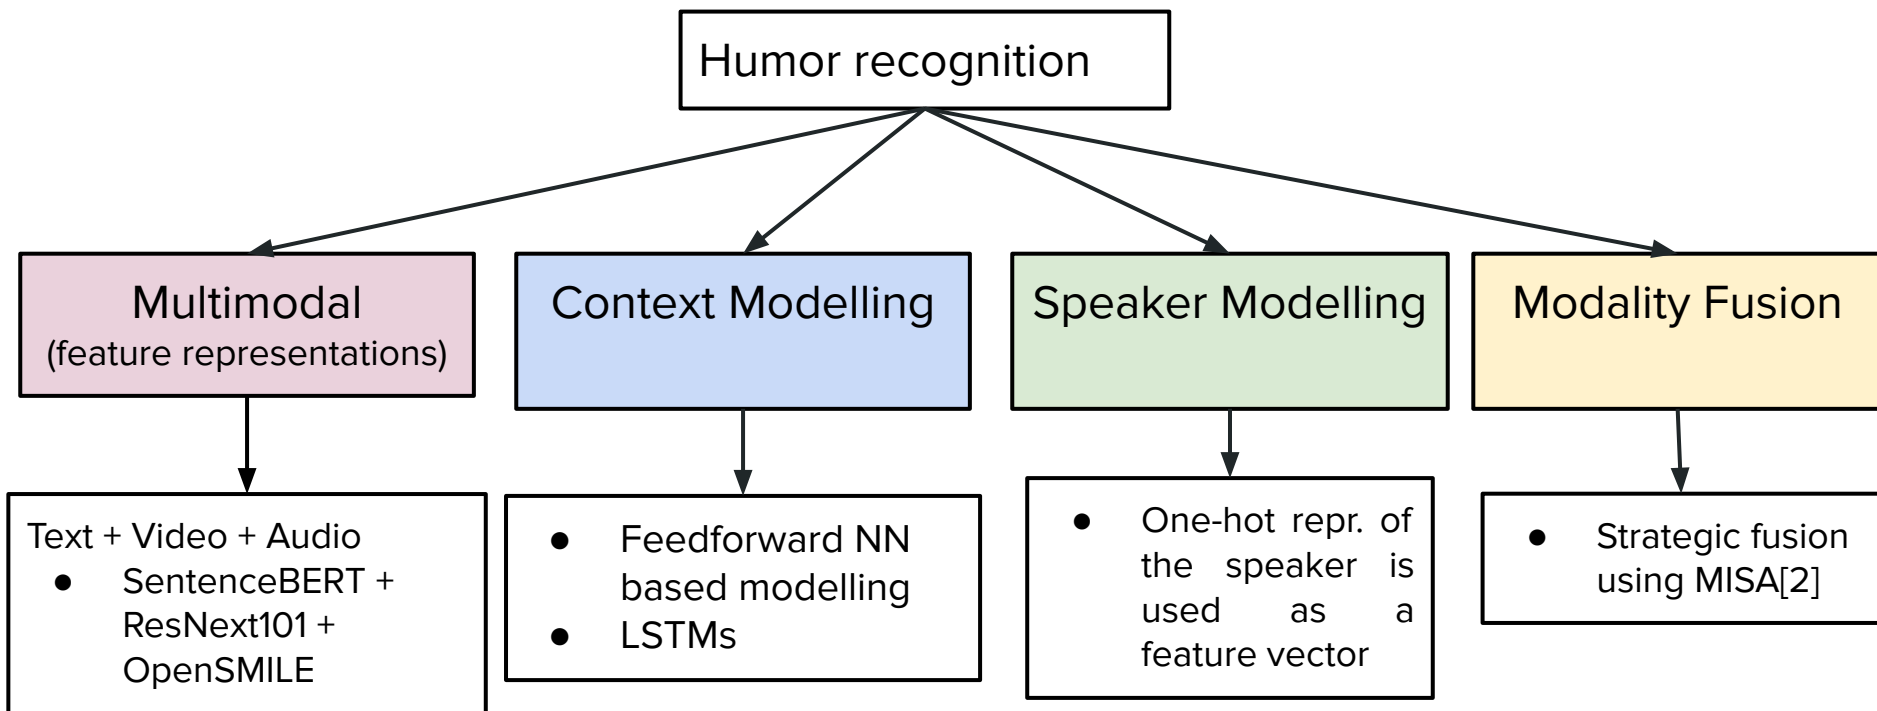 Humor recognition
Multimodal
(feature representations)
Context Modelling
Speaker Modelling
Modality Fusion
Text + Video + Audio
● SentenceBERT +
ResNext101 +
OpenSMILE
● Feedforward NN
based modelling
● LSTMs
● One-hot repr. of
the speaker is
used as a
feature vector
● Strategic fusion
using MISA[2]